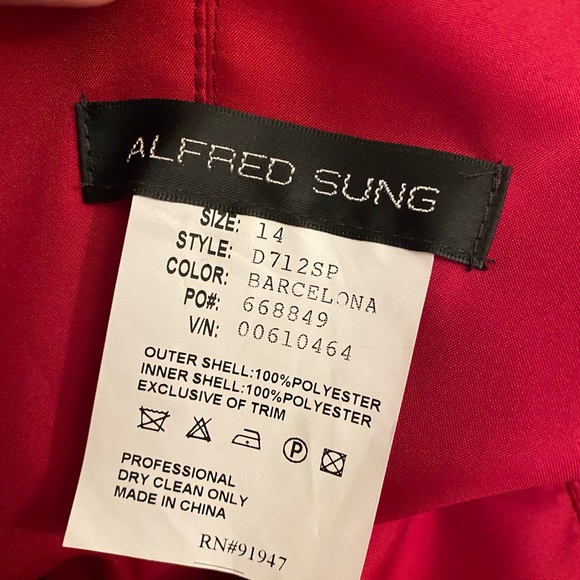 ALFRED SUNG
SIZE: 14
STYLE: D712SP
COLOR: BARCELONA
PO#: 668849
V/N: 00610464
OUTER SHELL:100%POLYESTER
INNER SHELL:100%POLYESTER
EXCLUSIVE OF TRIM
P
PROFESSIONAL
DRY CLEAN ONLY
MADE IN CHINA
RN#91947